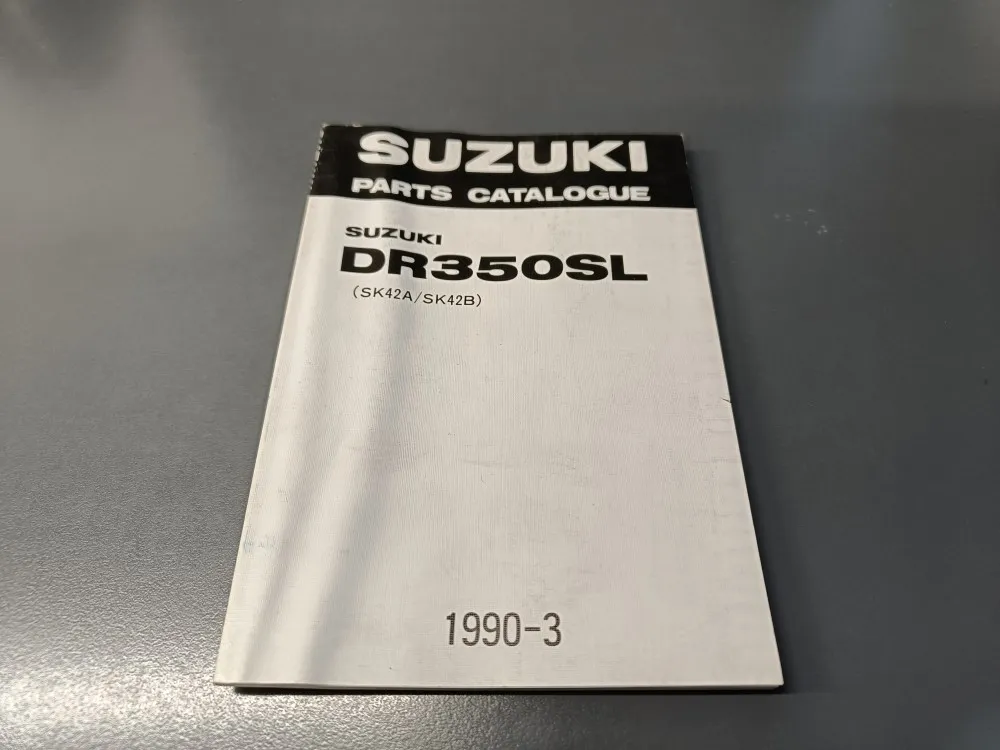 SUZUKI
PARTS CATALOGUE
SUZUKI
DR350SL
(SK42A/SK42B)
1990-3